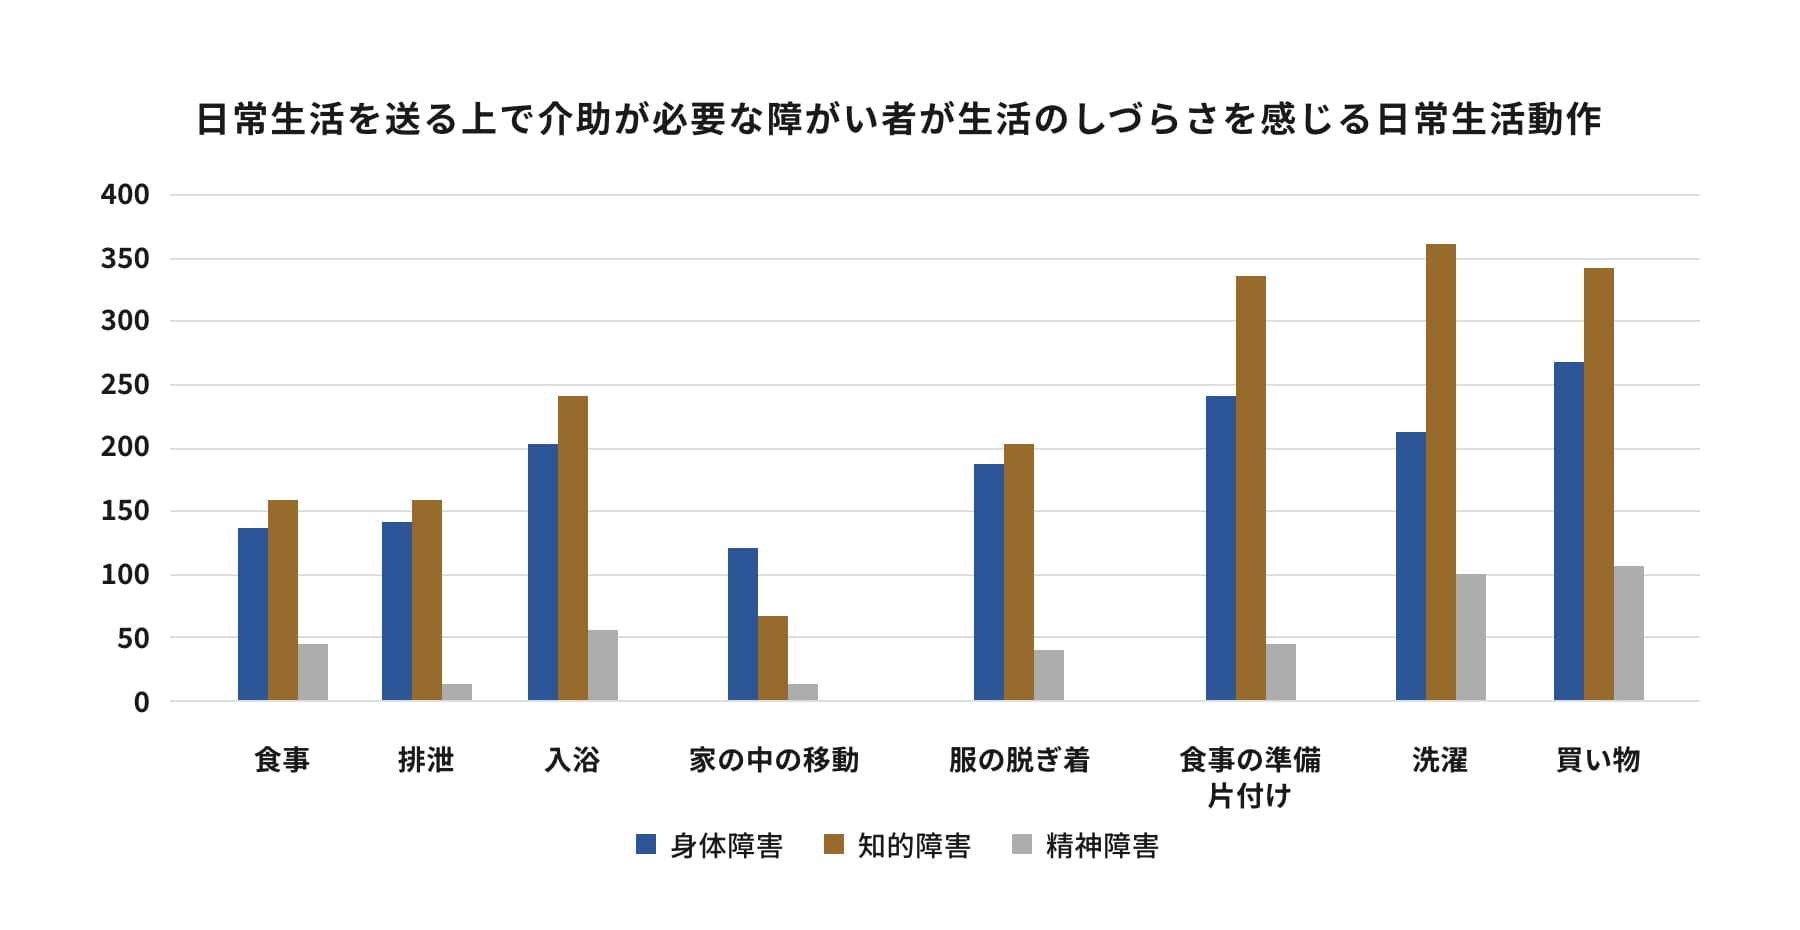 日常生活を送る上で介助が必要な障がい者が生活のしづらさを感じる日常生活動作
400
350
300
250
200
150
100
50
0
食事 排泄 入浴 家の中の移動 服の脱ぎ着 食事の準備 洗濯 買い物
片付け
身体障害 知的障害 精神障害